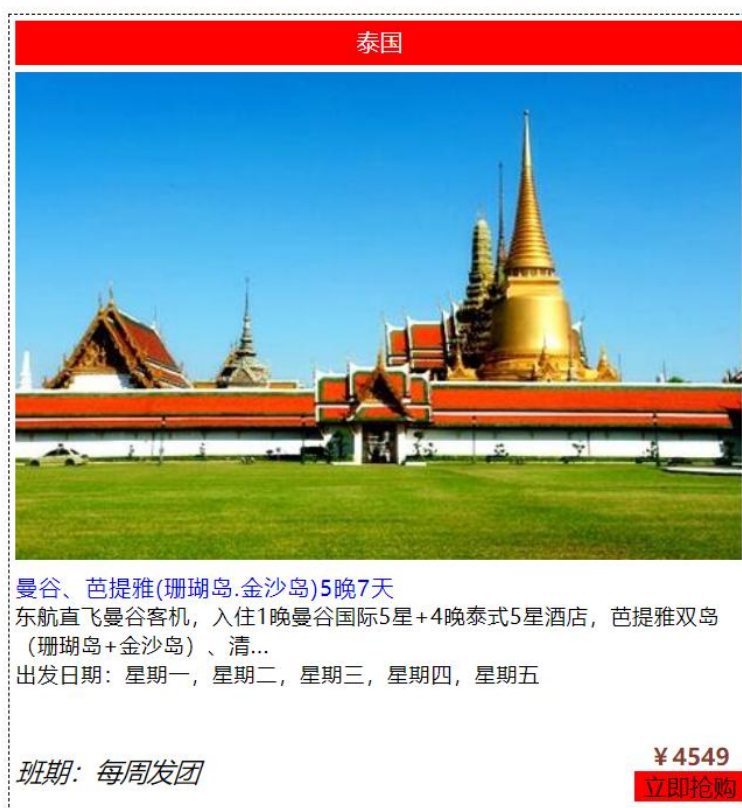 泰国
曼谷、芭提雅(珊瑚岛.金沙岛)5晚7天
东航直飞曼谷客机，入住1晚曼谷国际5星+4晚泰式5星酒店，芭提雅双岛
（珊瑚岛+金沙岛）、清...
出发日期：星期一，星期二，星期三，星期四，星期五
¥4549
班期：每周发团
立即抢购